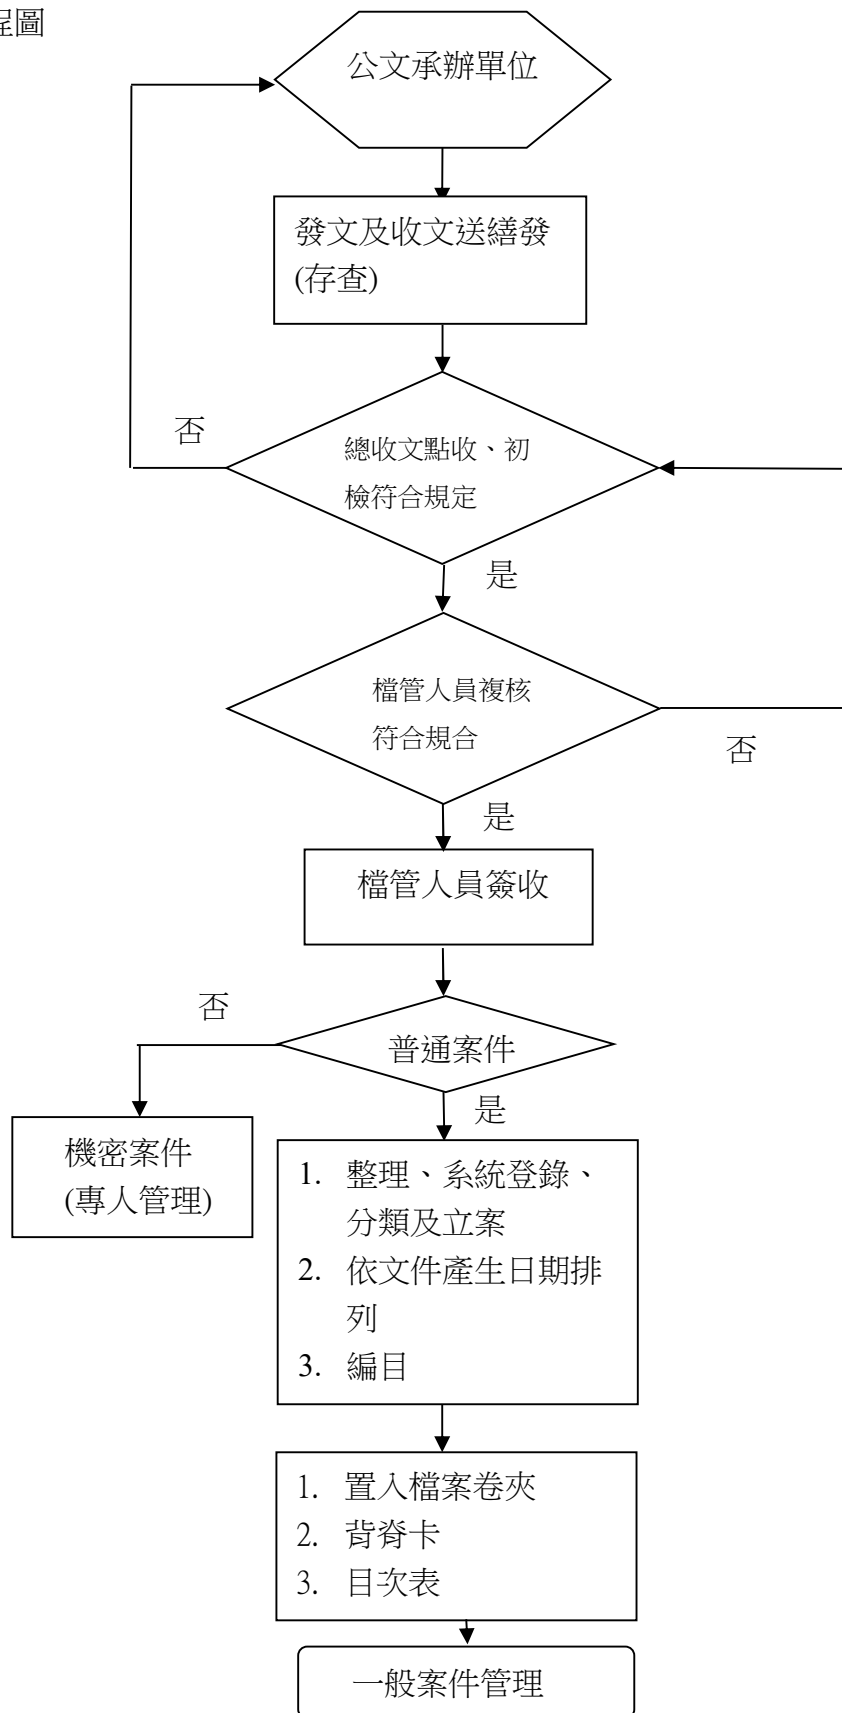 程圖
公文承辦單位
發文及收文送繕發
(存查)
否
總收文點收、初
檢符合規定
是
檔管人員複核
符合規合
否
是
檔管人員簽收
否
普通案件
是
機密案件
(專人管理)
1. 整理、系統登錄、
分類及立案
2. 依文件產生日期排
列
3. 編目
1. 置入檔案卷夾
2. 背脊卡
3. 目次表
一般案件管理